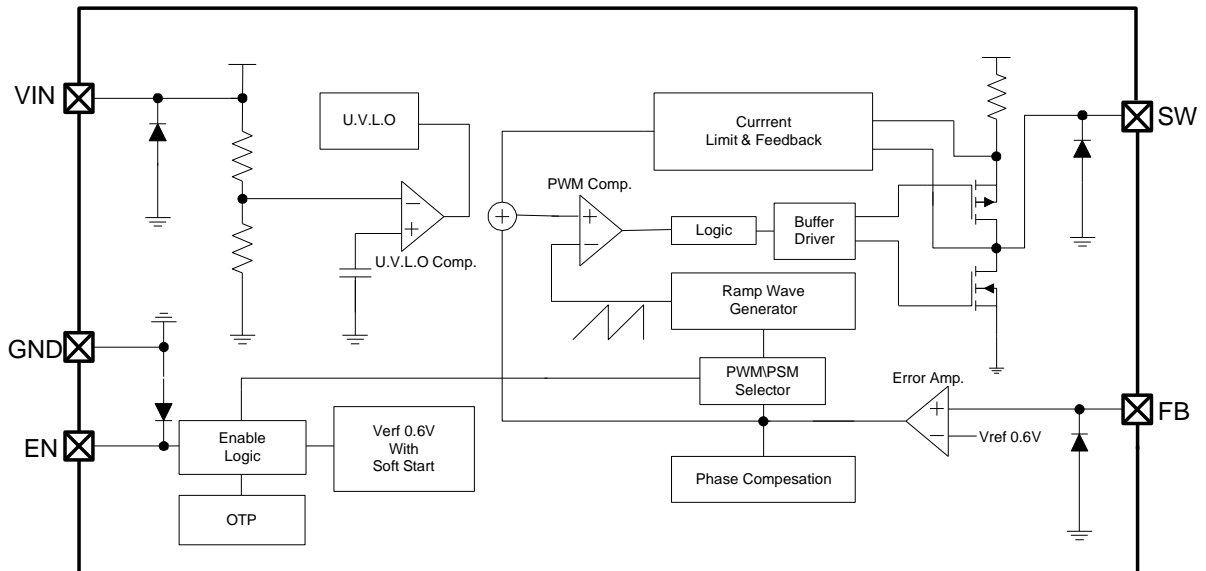 VIN
U.V.L.O
Currrent
Limit & Feedback
SW
PWM Comp.
+
−
+
−
+
Logic
Buffer
Driver
U.V.L.O Comp.
Ramp Wave
Generator
GND
PWM\PSM
Selector
Error Amp.
+
−
Vref 0.6V
FB
EN
Enable
Logic
Verf 0.6V
With
Soft Start
Phase Compesation
OTP